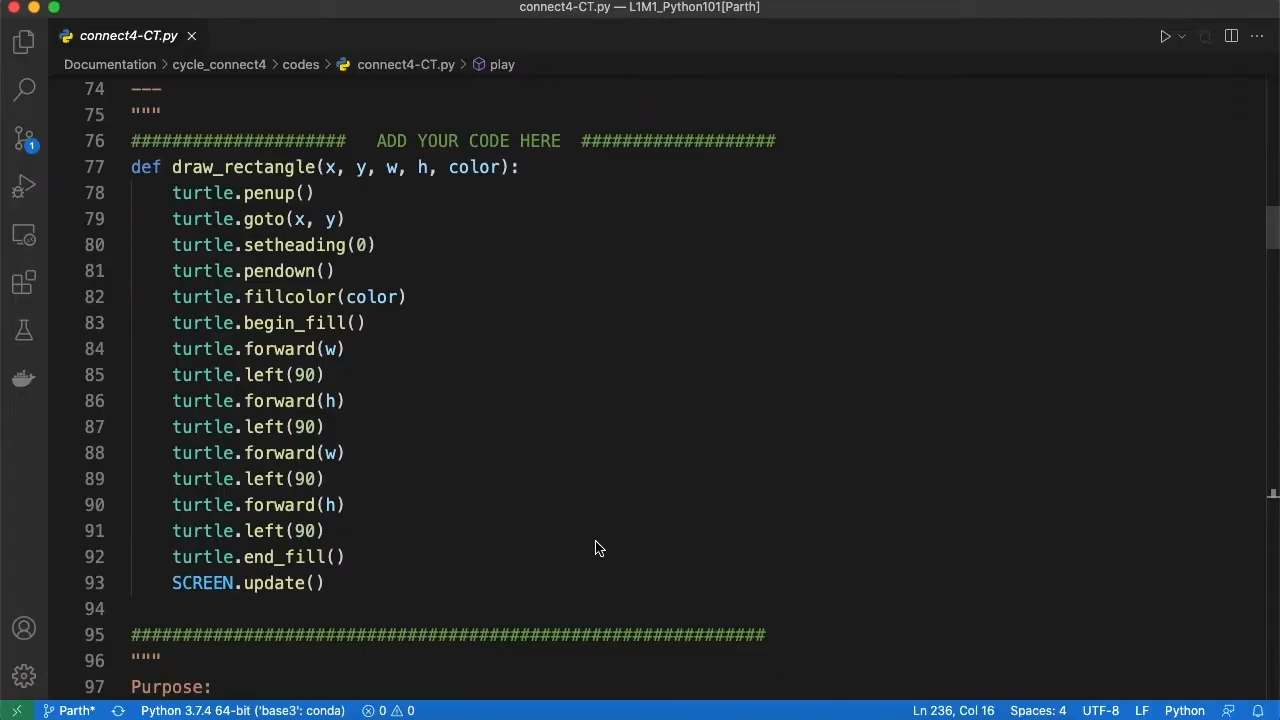 connect4-CT.py — L1M1_Python101[Parth]
connect4-CT.py
Documentation > cycle_connect4 > codes > connect4-CT.py > play
74 ---
75 """
76 ##################### ADD YOUR CODE HERE ###################
77 def draw_rectangle(x, y, w, h, color):
78 turtle.penup()
79 turtle.goto(x, y)
80 turtle.setheading(0)
81 turtle.pendown()
82 turtle.fillcolor(color)
83 turtle.begin_fill()
84 turtle.forward(w)
85 turtle.left(90)
86 turtle.forward(h)
87 turtle.left(90)
88 turtle.forward(w)
89 turtle.left(90)
90 turtle.forward(h)
91 turtle.left(90)
92 turtle.end_fill()
93 SCREEN.update()
94
95 ##############################################################
96 """
97 Purpose:
1
Parth* Python 3.7.4 64-bit ('base3': conda) 0 0 Ln 236, Col 16 Spaces: 4 UTF-8 LF Python